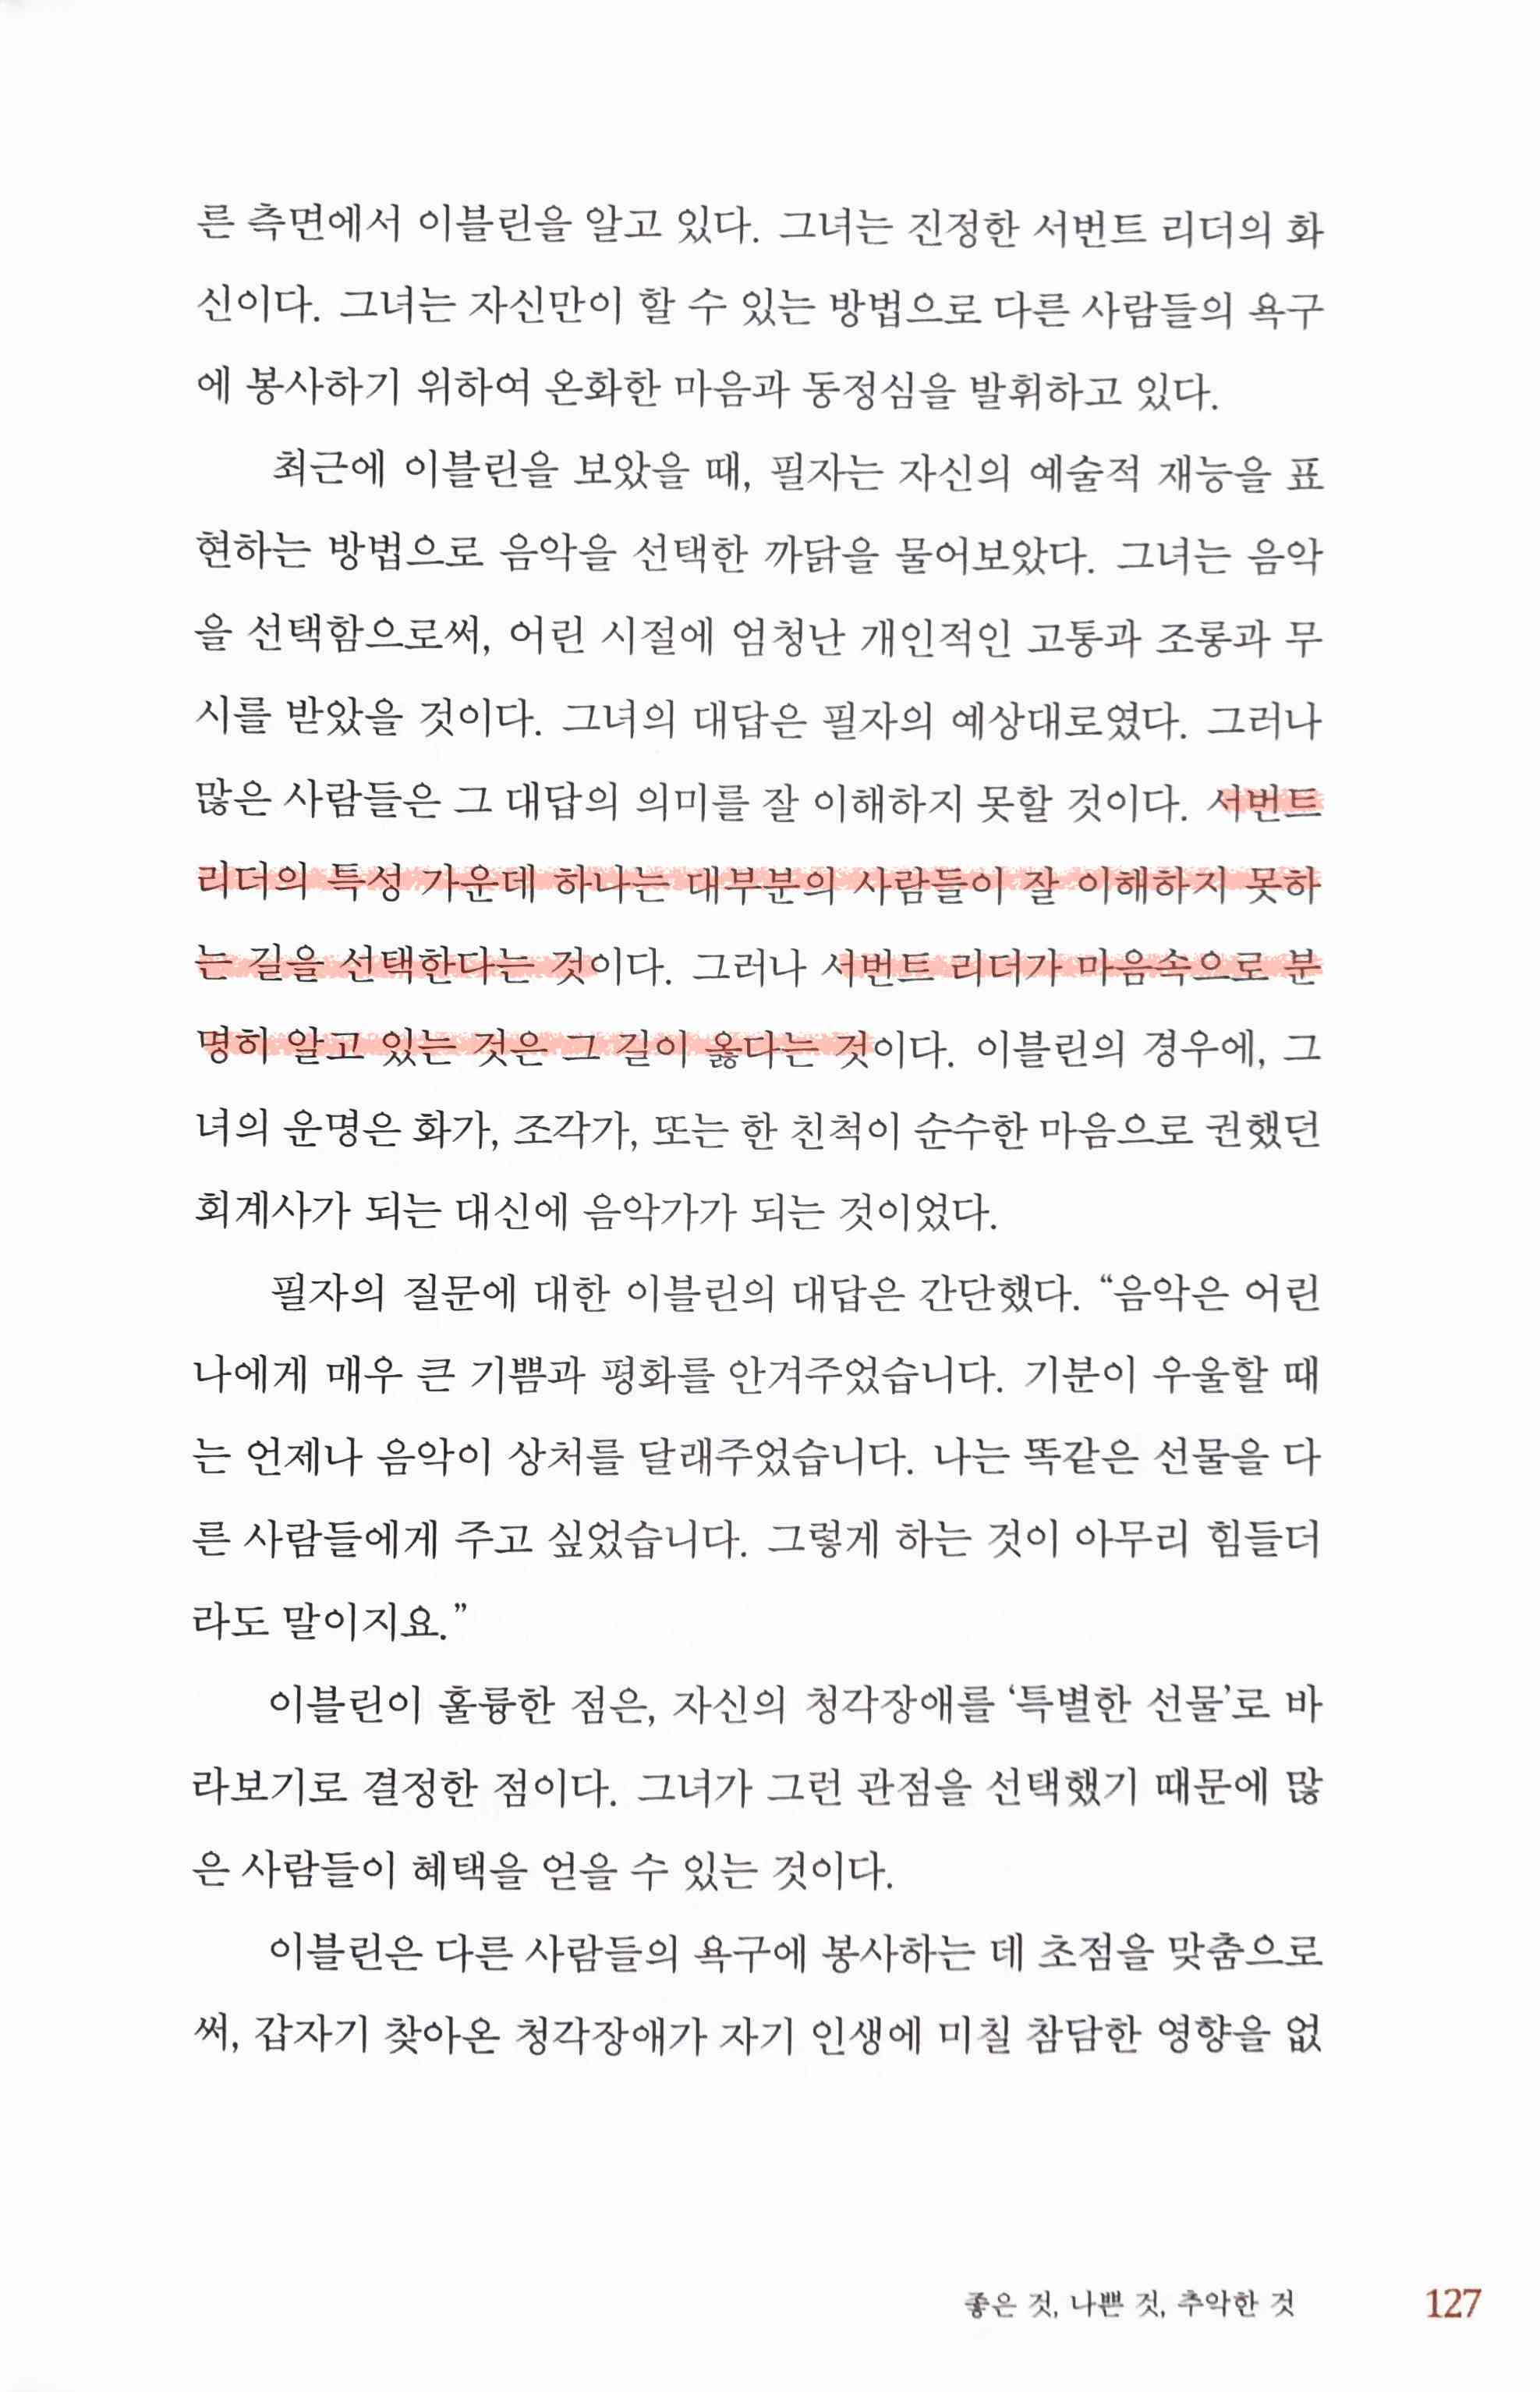 른 측면에서 이블린을 알고 있다. 그녀는 진정한 서번트 리더의 화
신이다. 그녀는 자신만이 할 수 있는 방법으로 다른 사람들의 욕구
에 봉사하기 위하여 온화한 마음과 동정심을 발휘하고 있다.
최근에 이블린을 보았을 때, 필자는 자신의 예술적 재능을 표
현하는 방법으로 음악을 선택한 까닭을 물어보았다. 그녀는 음악
을 선택함으로써, 어린 시절에 엄청난 개인적인 고통과 조롱과 무
시를 받았을 것이다. 그녀의 대답은 필자의 예상대로였다. 그러나
많은 사람들은 그 대답의 의미를 잘 이해하지 못할 것이다. 서번트
리더의 특성 가운데 하나는 대부분의 사람들이 잘 이해하지 못하
는 길을 선택한다는 것이다. 그러나 서번트 리더가 마음속으로 분
명히 알고 있는 것은 그 길이 옳다는 것이다. 이블린의 경우에, 그
녀의 운명은 화가, 조각가, 또는 한 친척이 순수한 마음으로 권했던
회계사가 되는 대신에 음악가가 되는 것이었다.
필자의 질문에 대한 이블린의 대답은 간단했다. “음악은 어린
나에게 매우 큰 기쁨과 평화를 안겨주었습니다. 기분이 우울할 때
는 언제나 음악이 상처를 달래주었습니다. 나는 똑같은 선물을 다
른 사람들에게 주고 싶었습니다. 그렇게 하는 것이 아무리 힘들더
라도 말이지요.”
이블린이 훌륭한 점은, 자신의 청각장애를 ‘특별한 선물’로 바
라보기로 결정한 점이다. 그녀가 그런 관점을 선택했기 때문에 많
은 사람들이 혜택을 얻을 수 있는 것이다.
이블린은 다른 사람들의 욕구에 봉사하는 데 초점을 맞춤으로
써, 갑자기 찾아온 청각장애가 자기 인생에 미칠 참담한 영향을 없
좋은 것, 나쁜 것, 추악한 것 127